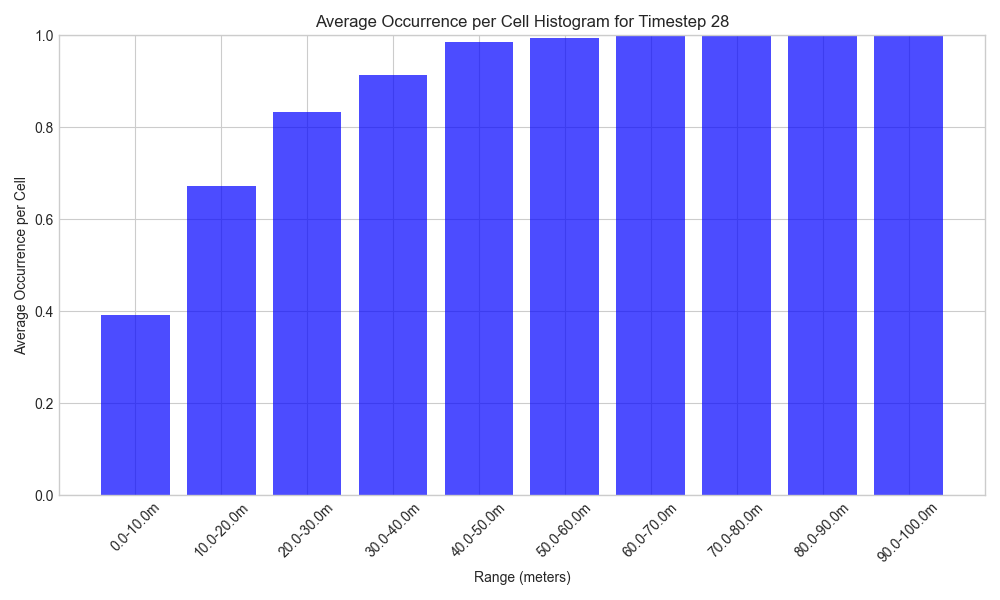 Average Occurrence per Cell Histogram for Timestep 28
Average Occurrence per Cell
1.0
0.8
0.6
0.4
0.2
0.0
0.0-10.0m
10.0-20.0m
20.0-30.0m
30.0-40.0m
40.0-50.0m
50.0-60.0m
60.0-70.0m
70.0-80.0m
80.0-90.0m
90.0-100.0m
Range (meters)